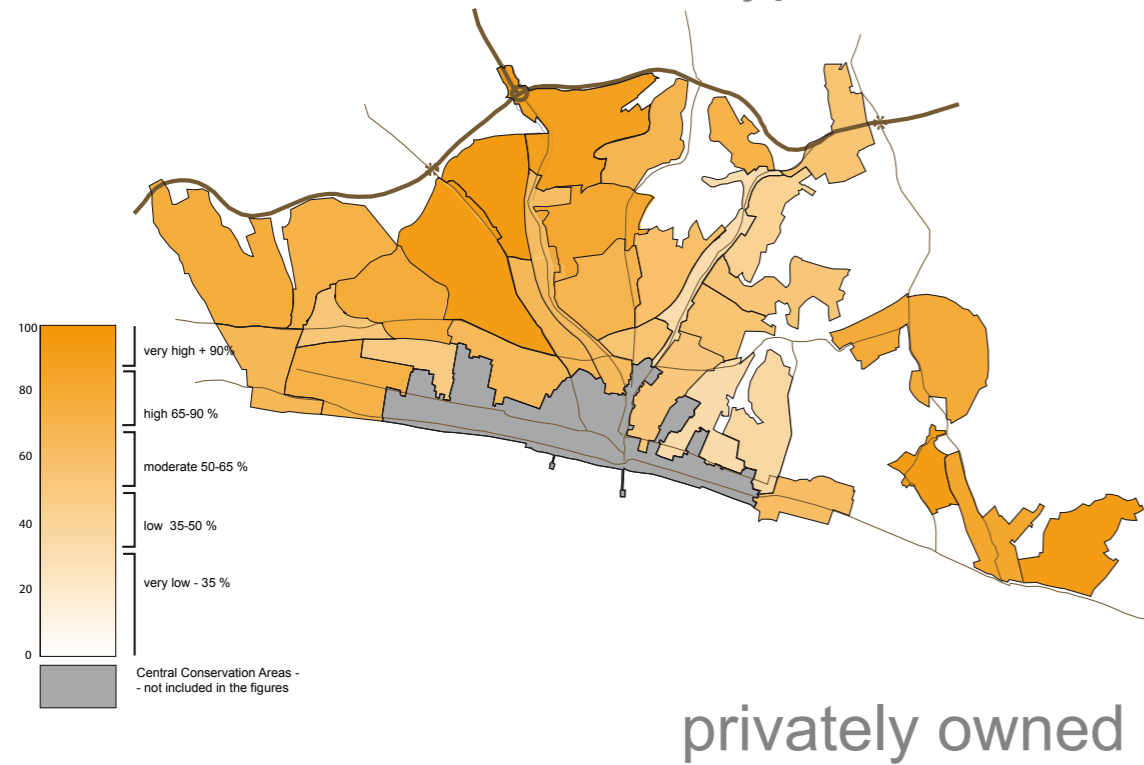 100
80
60
40
20
0
very high + 90%
high 65-90 %
moderate 50-65 %
low 35-50 %
very low - 35 %
Central Conservation Areas -
- not included in the figures
privately owned